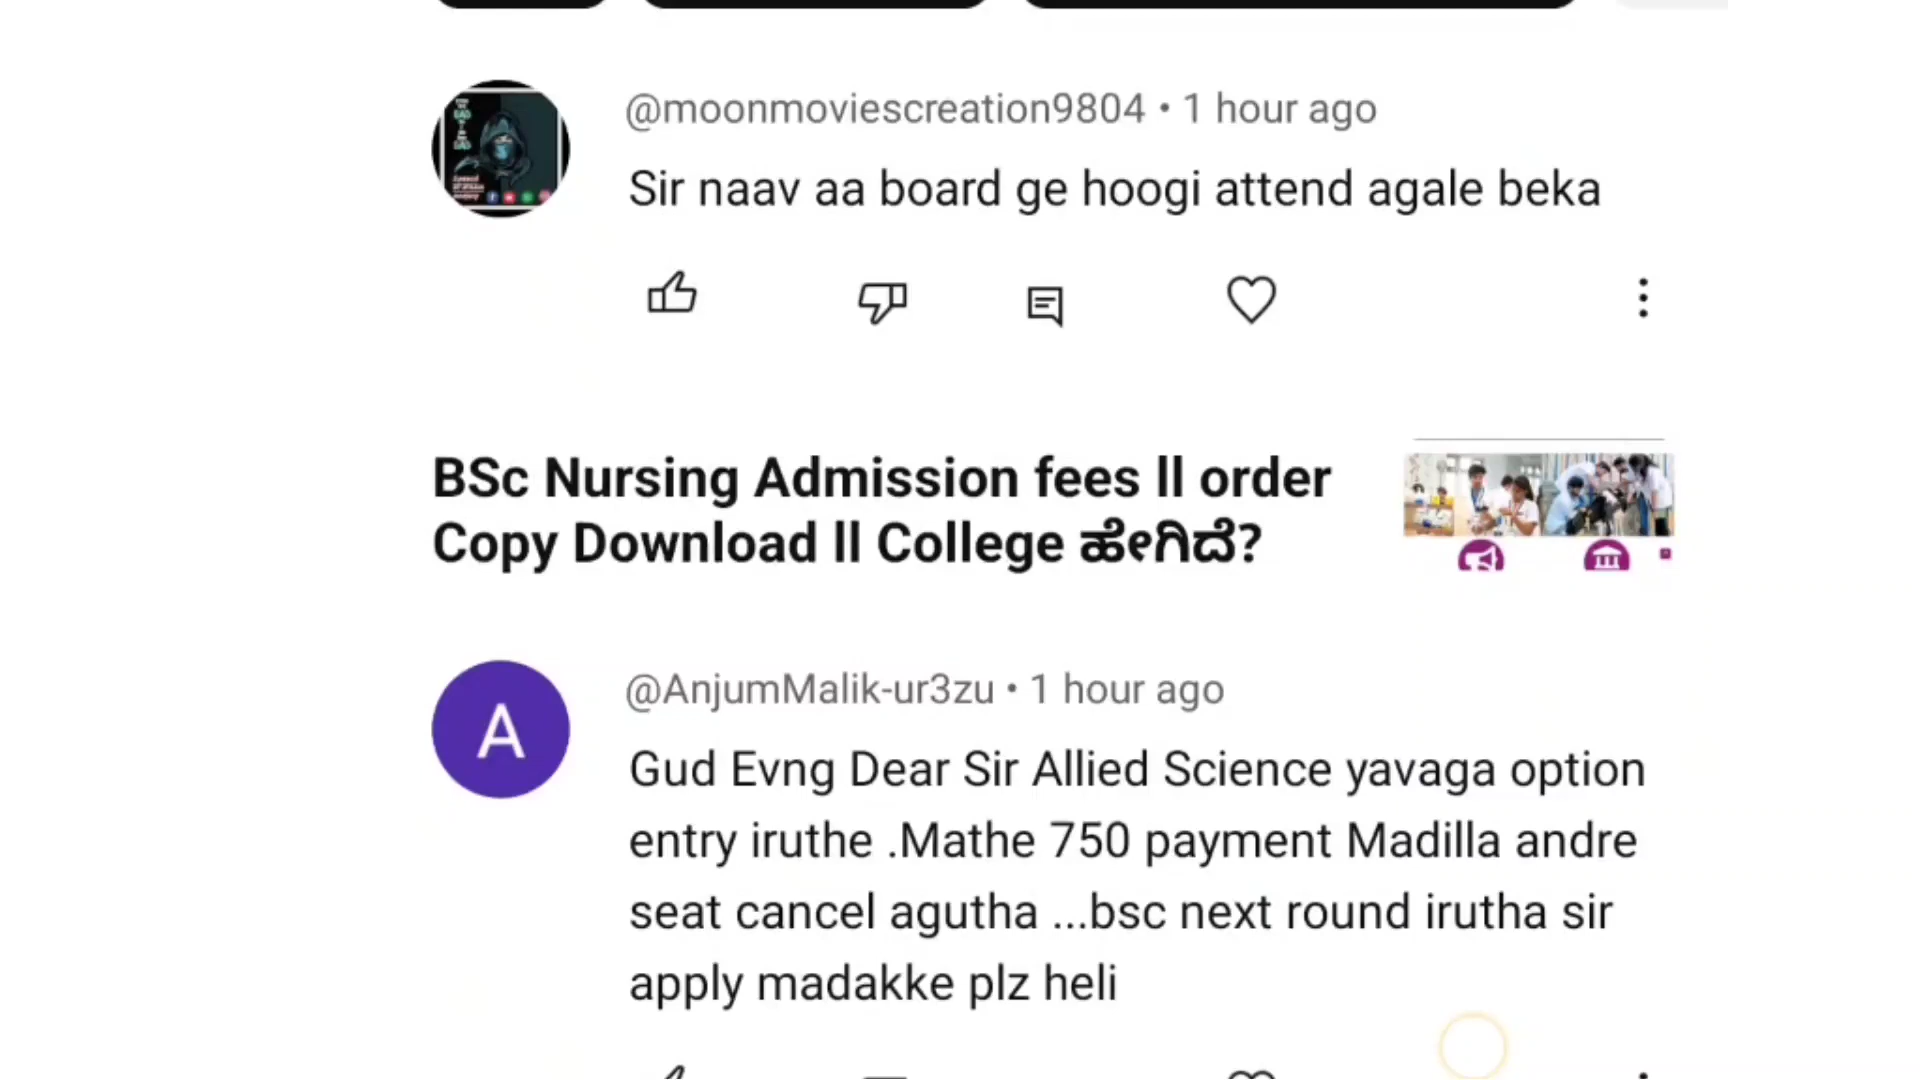 @moonmoviescreation9804 • 1 hour ago
Sir naav aa board ge hoogi attend agale beka
BSc Nursing Admission fees ll order
Copy Download ll College ಹೇಗಿದೆ?
A
@AnjumMalik-ur3zu • 1 hour ago
Gud Evng Dear Sir Allied Science yavaga option
entry iruthe .Mathe 750 payment Madilla andre
seat cancel agutha ...bsc next round irutha sir
apply madakke plz heli